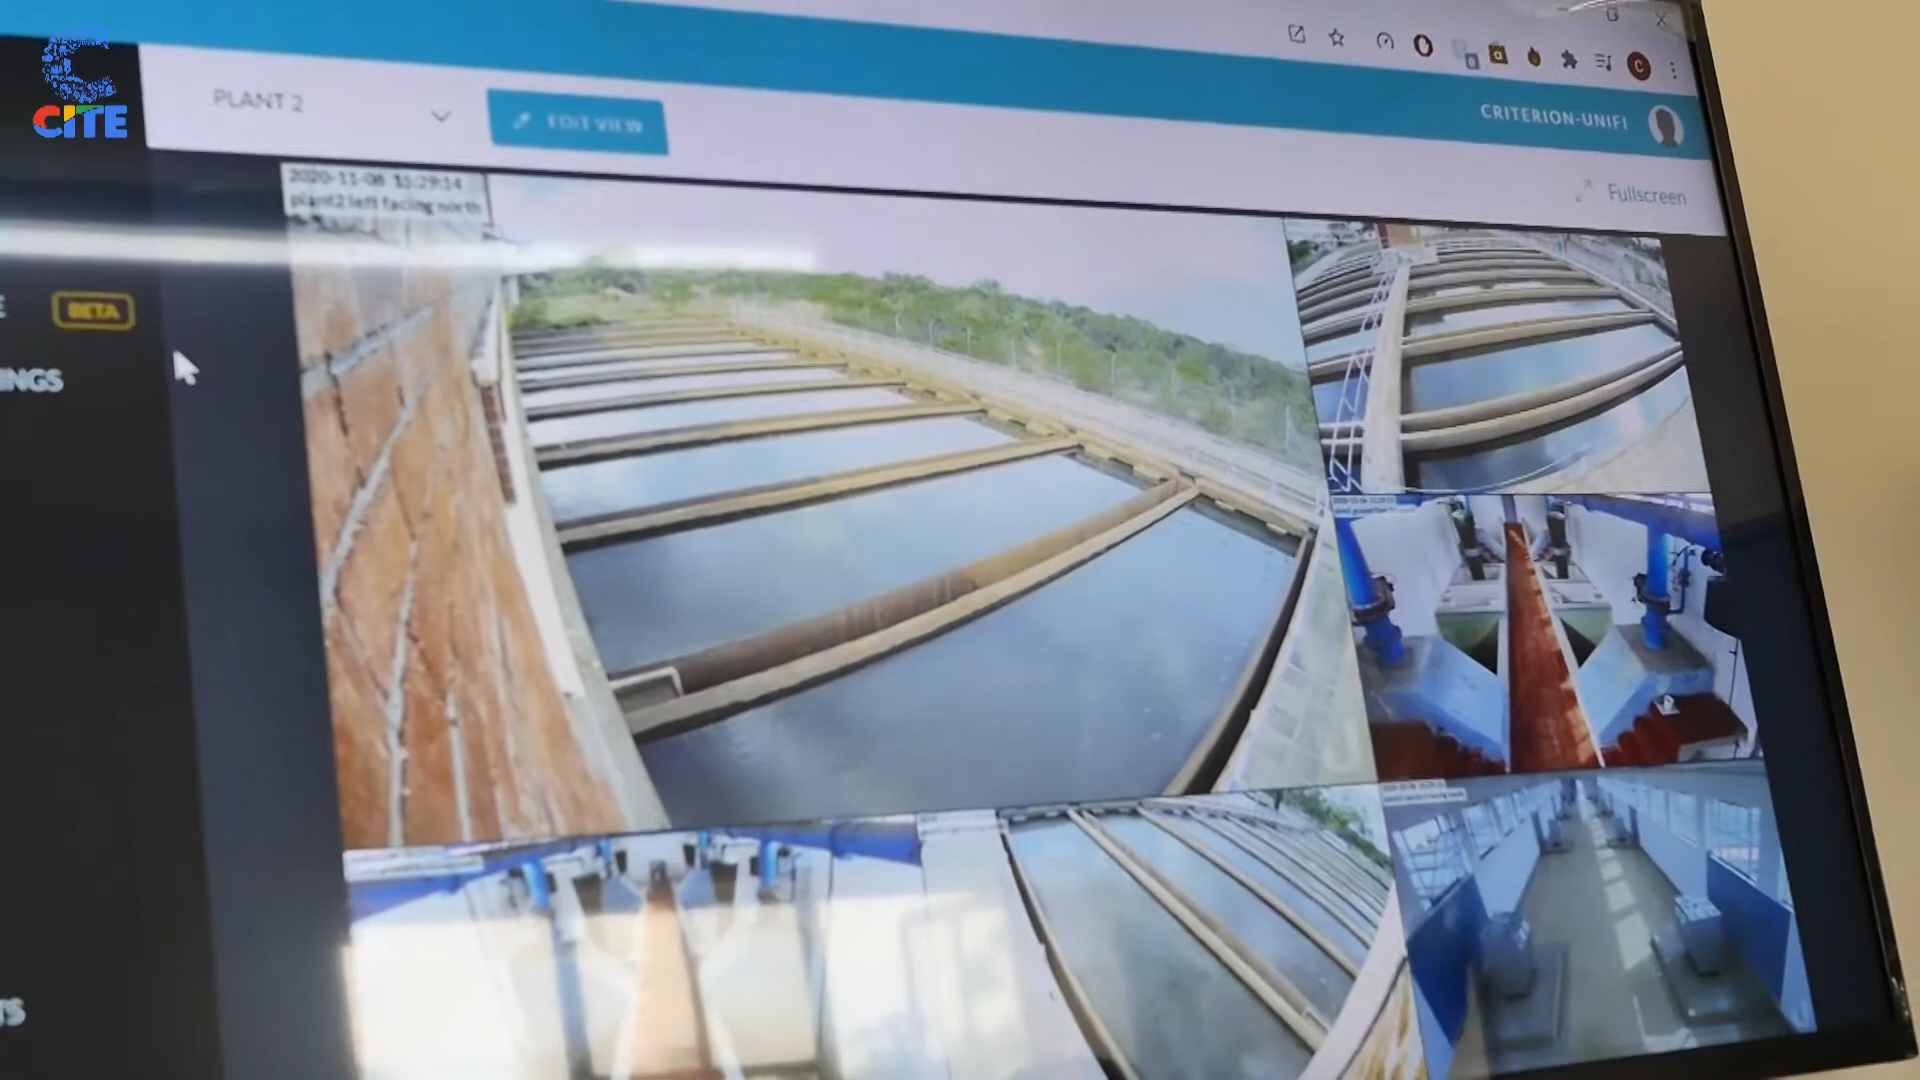 CITE
PLANT 2
EDIT VIEW
CRITERION-UNIFI
Fullscreen
2020-11-08 15:29:14
plant2 left facing north
BETA
INGS
TS